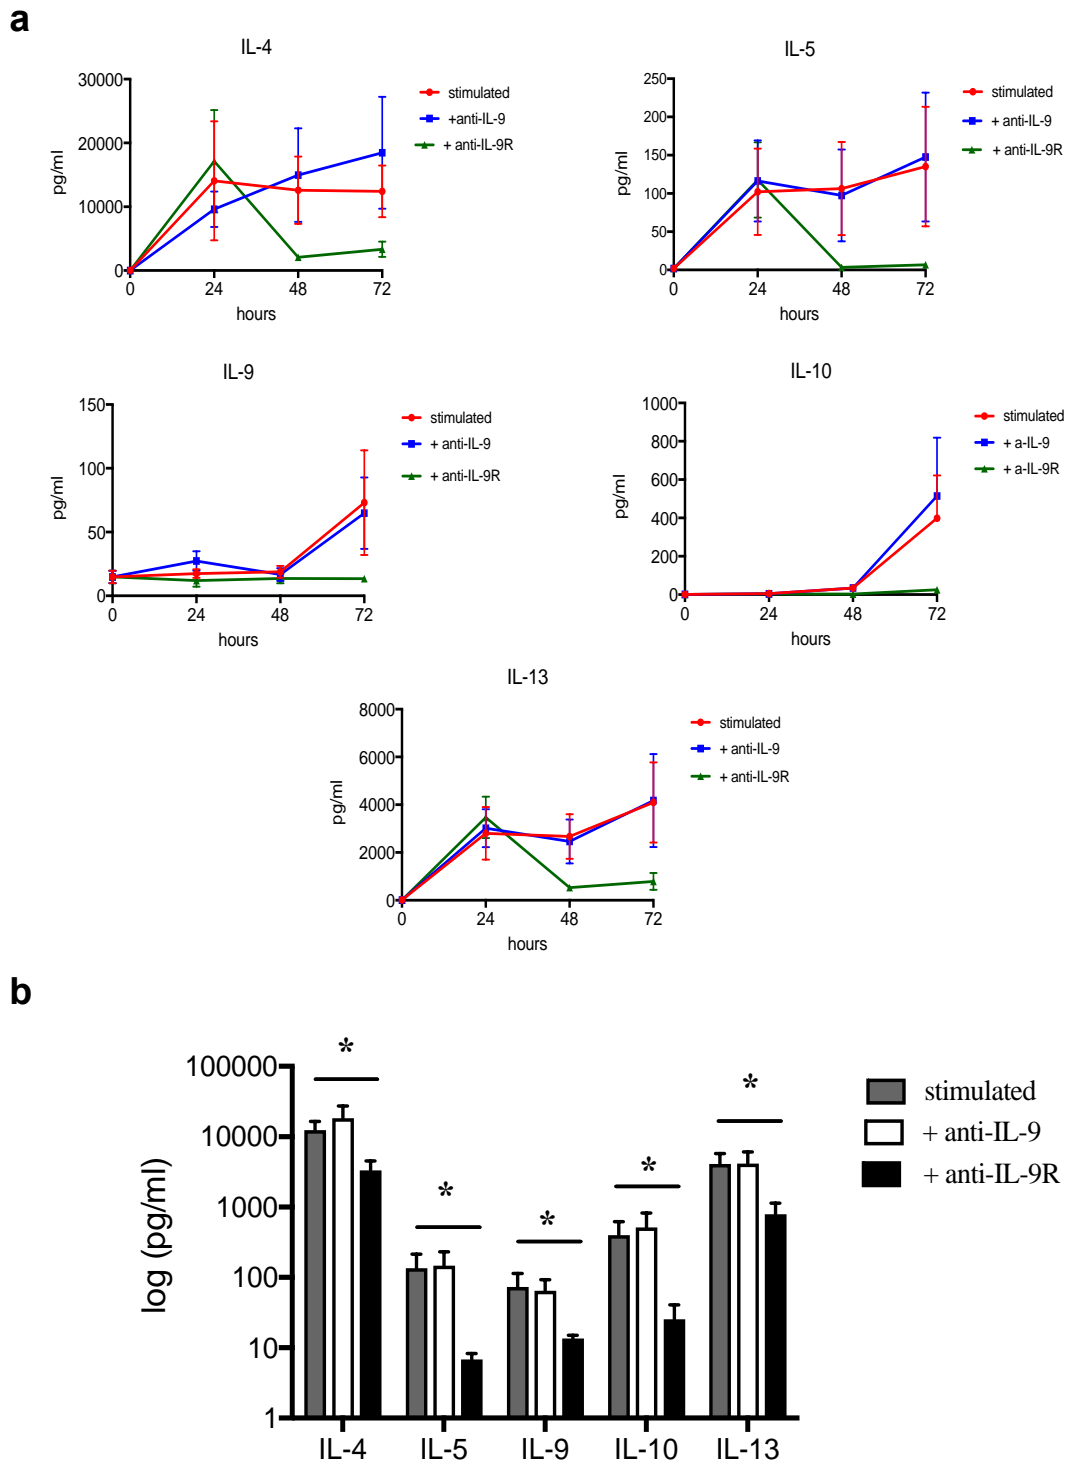 a
IL-4
30000
20000
10000
0
pg/ml
0 24 48 72
hours
stimulated
+anti-IL-9
+ anti-IL-9R
IL-5
250
200
150
100
50
0
pg/ml
0 24 48 72
hours
stimulated
+ anti-IL-9
+ anti-IL-9R
IL-9
150
100
50
0
pg/ml
0 24 48 72
hours
stimulated
+ anti-IL-9
+ anti-IL-9R
IL-10
1000
800
600
400
200
0
pg/ml
0 24 48 72
hours
stimulated
+ a-IL-9
+ a-IL-9R
IL-13
8000
6000
4000
2000
0
pg/ml
0 24 48 72
hours
stimulated
+ anti-IL-9
+ anti-IL-9R
b
100000
10000
1000
100
10
1
log (pg/ml)
* * * * *
IL-4 IL-5 IL-9 IL-10 IL-13
stimulated
+ anti-IL-9
+ anti-IL-9R